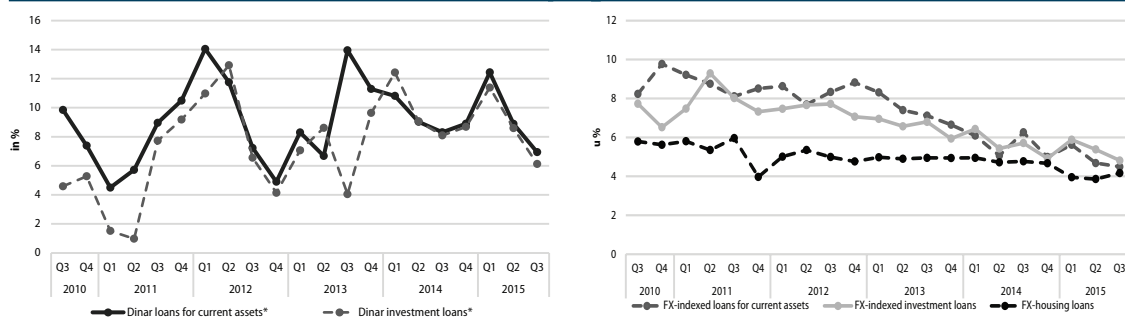 16
14
12
10
8
6
4
2
0
in %
Q3 Q4 Q1 Q2 Q3 Q4 Q1 Q2 Q3 Q4 Q1 Q2 Q3 Q4 Q1 Q2 Q3 Q4 Q1 Q2 Q3
2010 2011 2012 2013 2014 2015
Dinar loans for current assets* Dinar investment loans*
12
10
8
6
4
2
0
u %
Q3 Q4 Q1 Q2 Q3 Q4 Q1 Q2 Q3 Q4 Q1 Q2 Q3 Q4 Q1 Q2 Q3 Q4 Q1 Q2 Q3
2010 2011 2012 2013 2014 2015
FX-indexed loans for current assets FX-indexed investment loans FX-housing loans